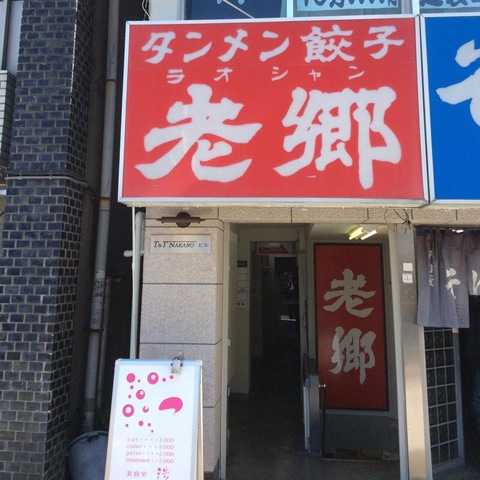 タンメン餃子
ラオシャン
老郷
T&T NAKANO ビル
老
郷
cut・・・・5.000
color・・・5.000
perm・・・5.000
treatment・・2.000
美容室